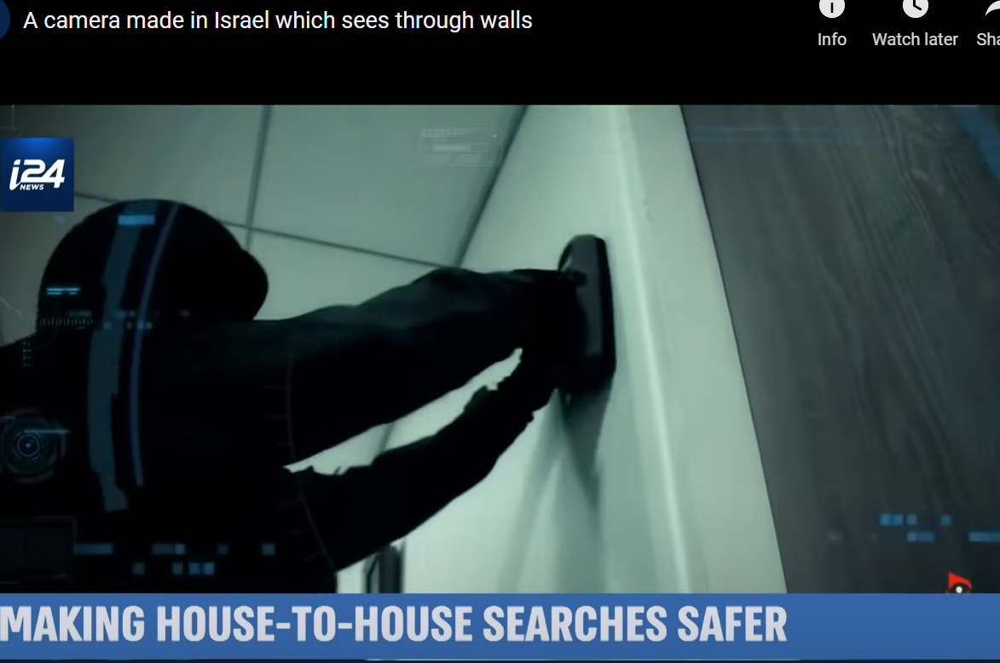 A camera made in Israel which sees through walls
Info
Watch later
Sha
i24
NEWS
MAKING HOUSE-TO-HOUSE SEARCHES SAFER